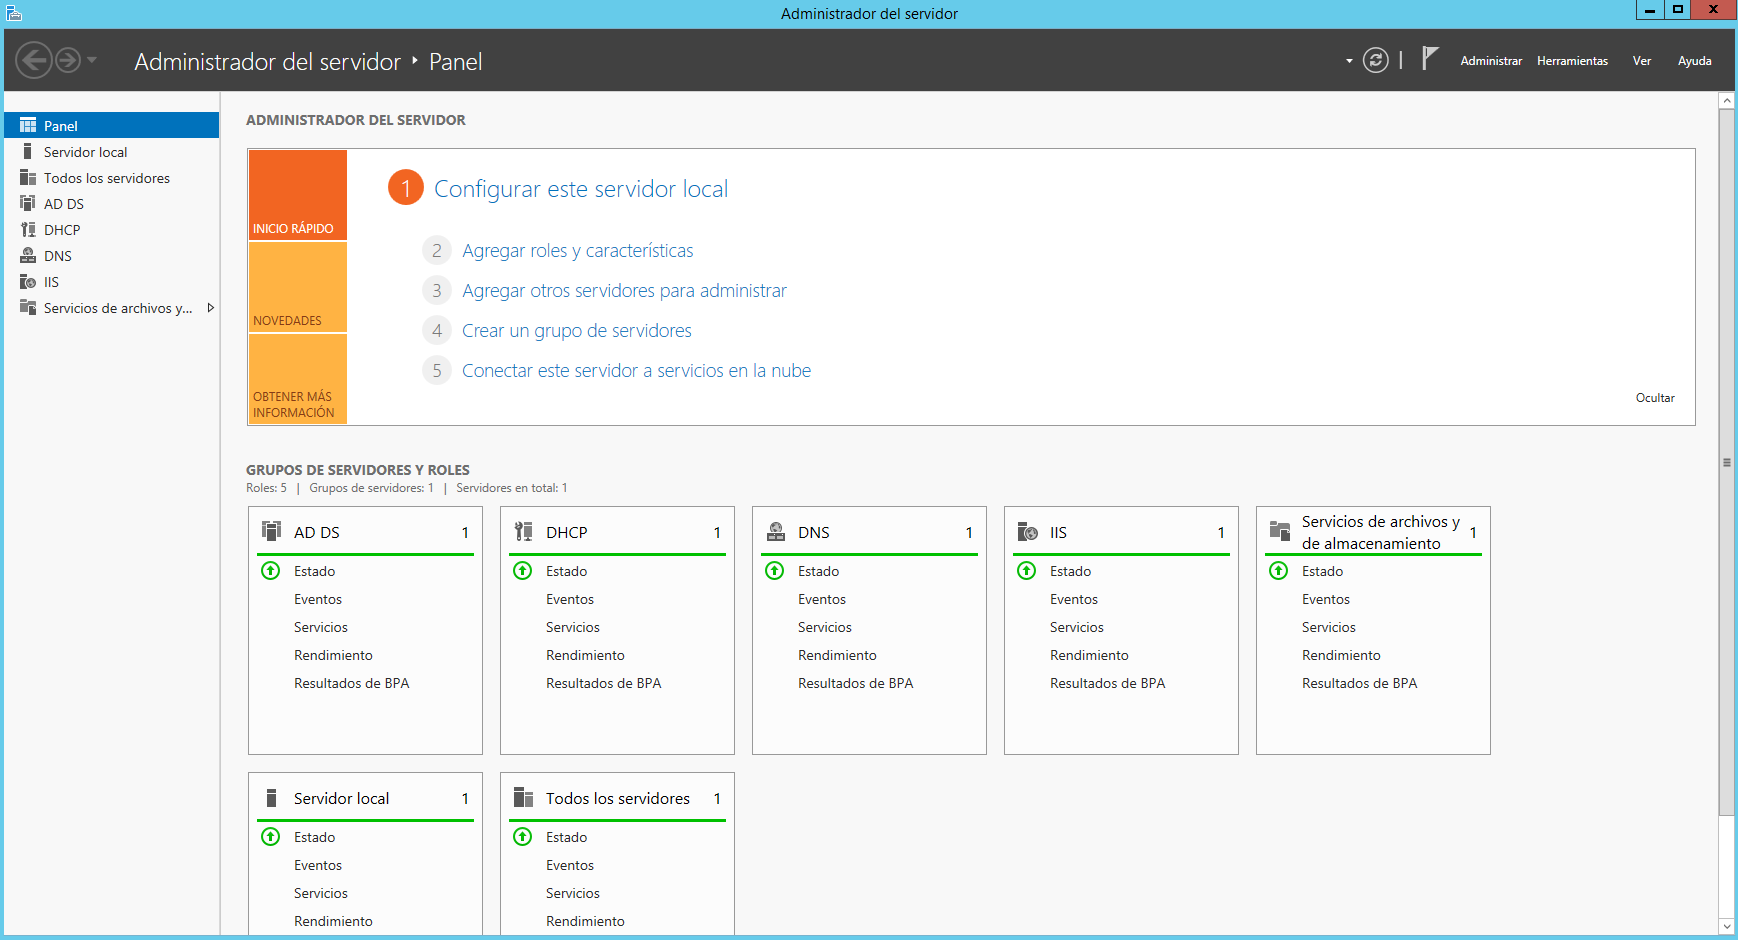 Administrador del servidor
Administrador del servidor ‣ Panel
Administrar Herramientas Ver Ayuda
Panel
Servidor local
Todos los servidores
AD DS
DHCP
DNS
IIS
Servicios de archivos y...
ADMINISTRADOR DEL SERVIDOR
INICIO RÁPIDO
NOVEDADES
OBTENER MÁS
INFORMACIÓN
1 Configurar este servidor local
2 Agregar roles y características
3 Agregar otros servidores para administrar
4 Crear un grupo de servidores
5 Conectar este servidor a servicios en la nube
Ocultar
GRUPOS DE SERVIDORES Y ROLES
Roles: 5 | Grupos de servidores: 1 | Servidores en total: 1
AD DS 1
Estado
Eventos
Servicios
Rendimiento
Resultados de BPA
DHCP 1
Estado
Eventos
Servicios
Rendimiento
Resultados de BPA
DNS 1
Estado
Eventos
Servicios
Rendimiento
Resultados de BPA
IIS 1
Estado
Eventos
Servicios
Rendimiento
Resultados de BPA
Servicios de archivos y
de almacenamiento 1
Estado
Eventos
Servicios
Rendimiento
Resultados de BPA
Servidor local 1
Estado
Eventos
Servicios
Rendimiento
Todos los servidores 1
Estado
Eventos
Servicios
Rendimiento